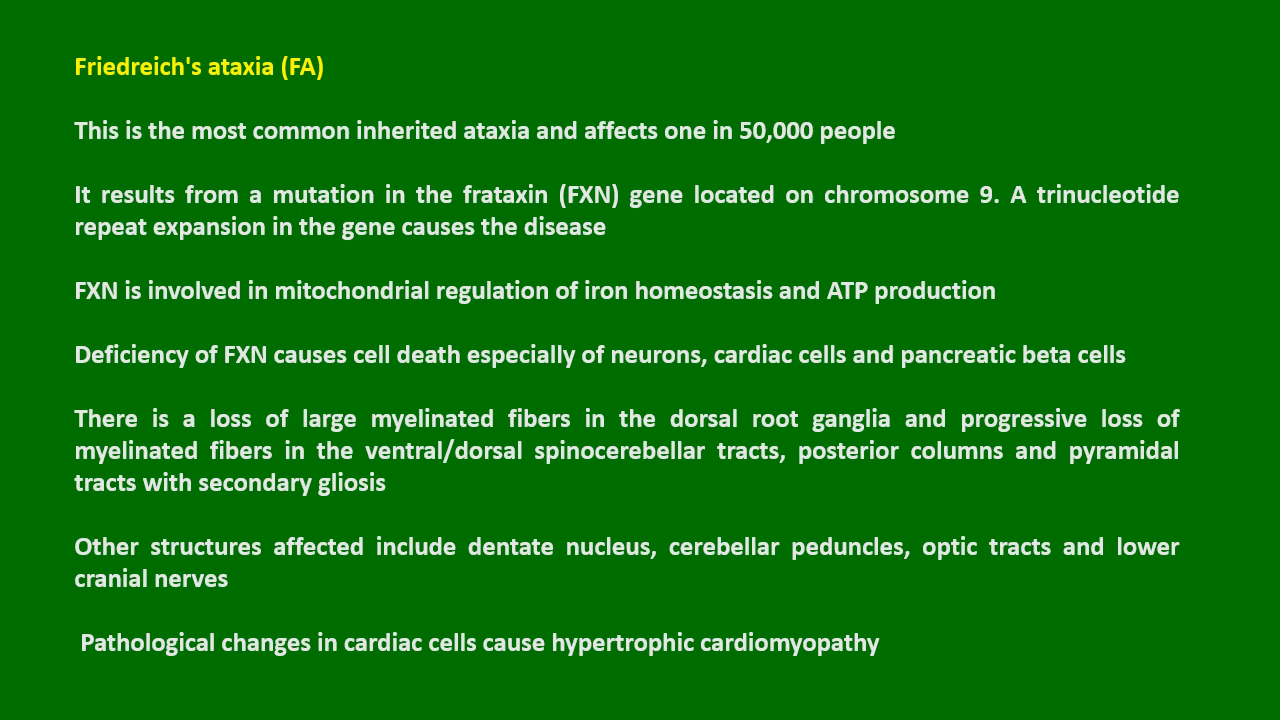 Friedreich's ataxia (FA)
This is the most common inherited ataxia and affects one in 50,000 people
It results from a mutation in the frataxin (FXN) gene located on chromosome 9. A trinucleotide
repeat expansion in the gene causes the disease
FXN is involved in mitochondrial regulation of iron homeostasis and ATP production
Deficiency of FXN causes cell death especially of neurons, cardiac cells and pancreatic beta cells
There is a loss of large myelinated fibers in the dorsal root ganglia and progressive loss of
myelinated fibers in the ventral/dorsal spinocerebellar tracts, posterior columns and pyramidal
tracts with secondary gliosis
Other structures affected include dentate nucleus, cerebellar peduncles, optic tracts and lower
cranial nerves
Pathological changes in cardiac cells cause hypertrophic cardiomyopathy